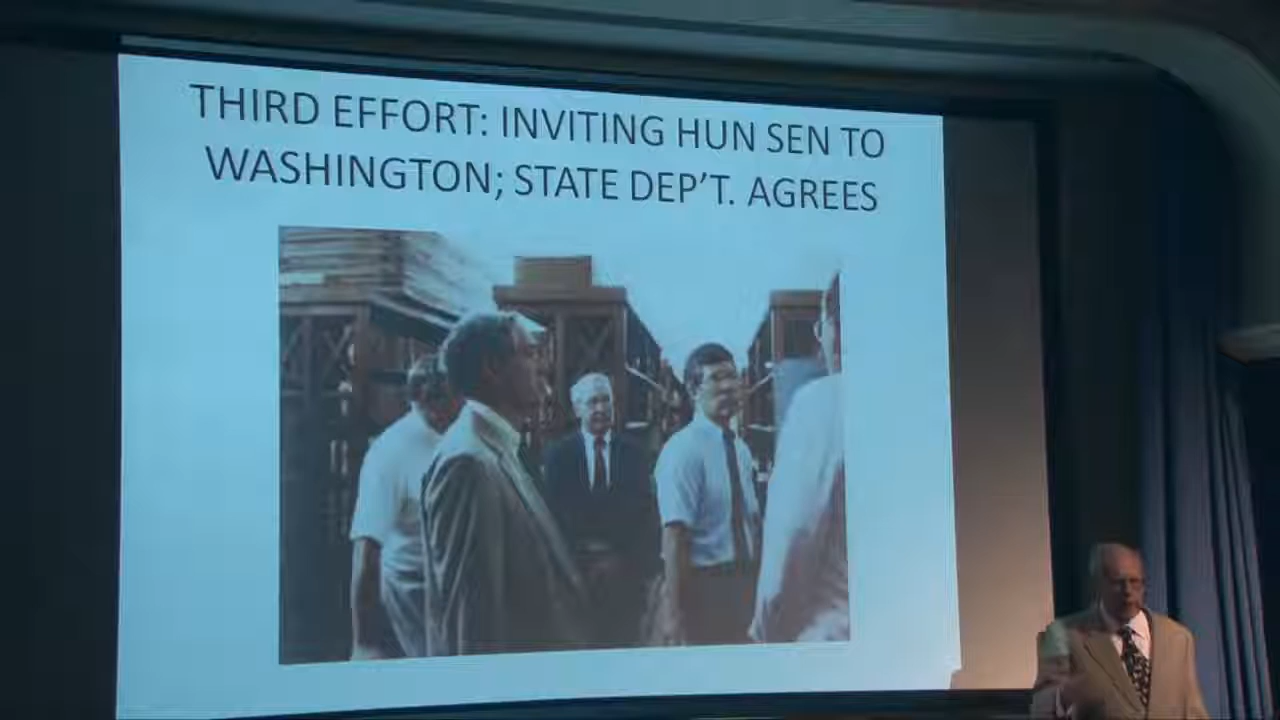 THIRD EFFORT: INVITING HUN SEN TO
WASHINGTON; STATE DEP’T. AGREES